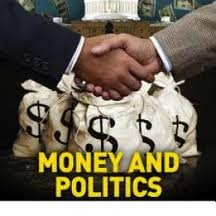 $ $ $ $
MONEY AND
POLITICS